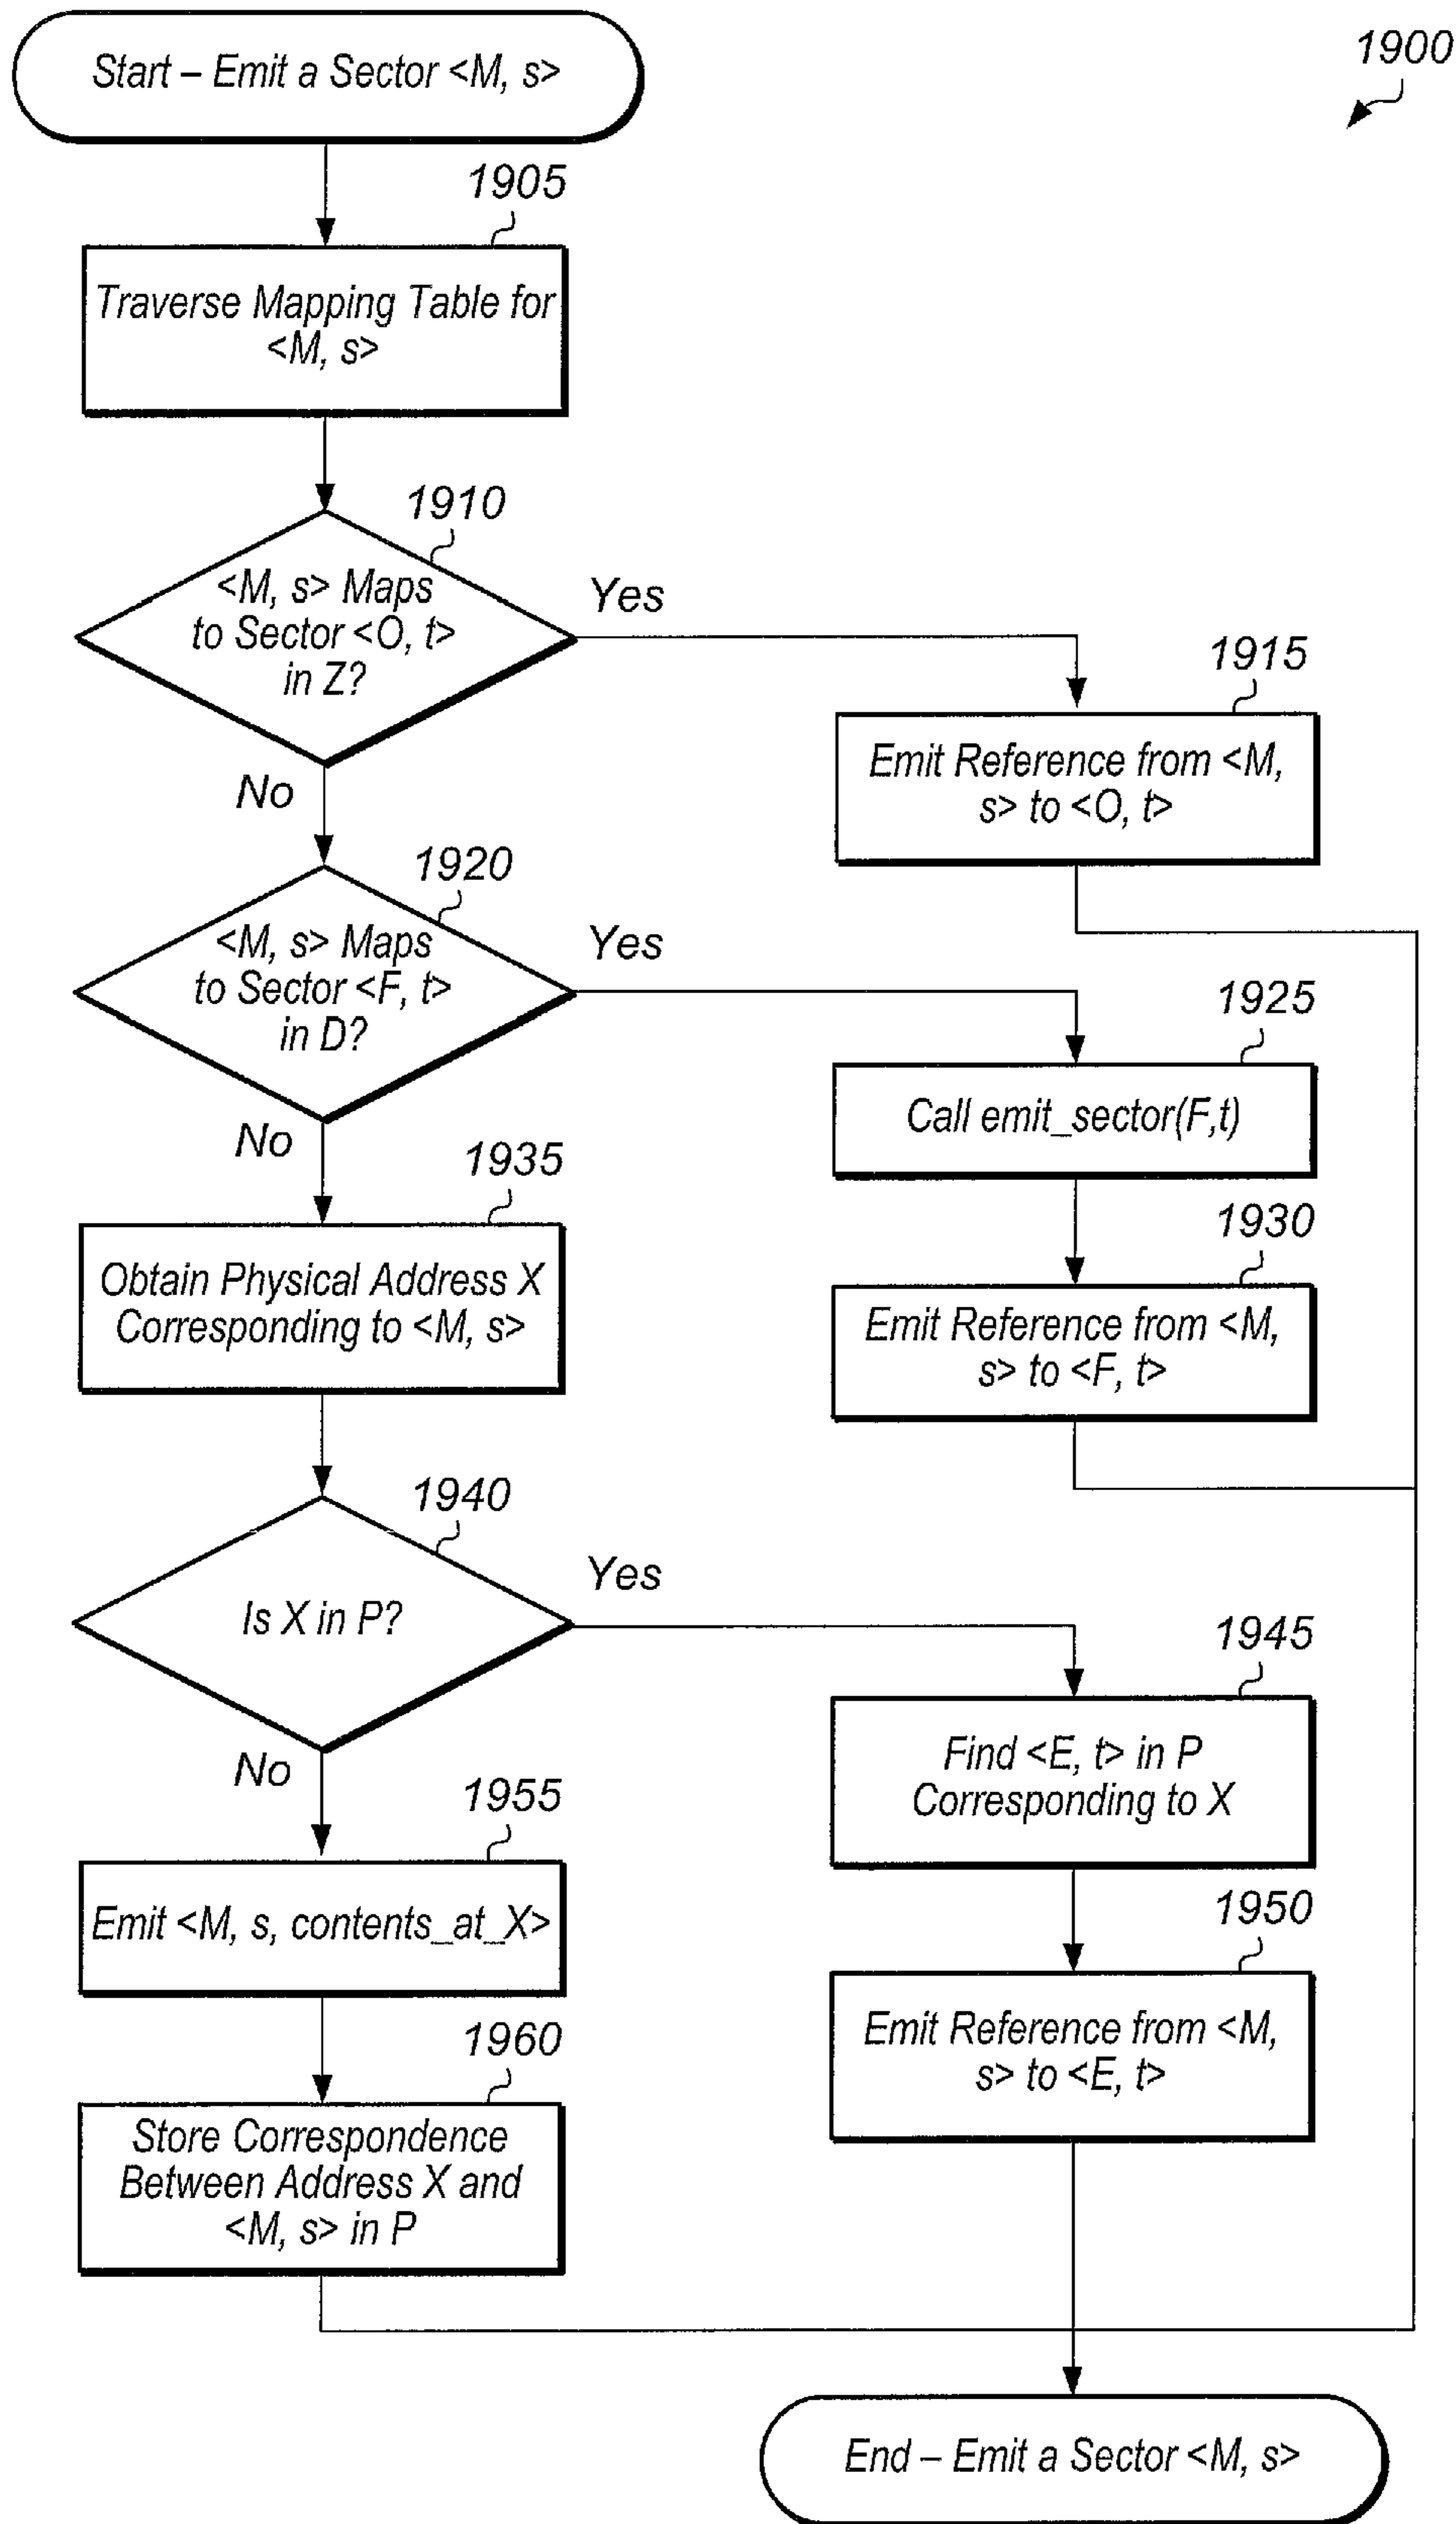 Start – Emit a Sector <M, s>
1900
1905
Traverse Mapping Table for
<M, s>
1910
<M, s> Maps
to Sector <O, t>
in Z?
Yes
No
1915
Emit Reference from <M,
s> to <O, t>
1920
<M, s> Maps
to Sector <F, t>
in D?
Yes
No
1925
Call emit_sector(F,t)
1930
Emit Reference from <M,
s> to <F, t>
1935
Obtain Physical Address X
Corresponding to <M, s>
1940
Is X in P?
Yes
No
1945
Find <E, t> in P
Corresponding to X
1950
Emit Reference from <M,
s> to <E, t>
1955
Emit <M, s, contents_at_X>
1960
Store Correspondence
Between Address X and
<M, s> in P
End – Emit a Sector <M, s>